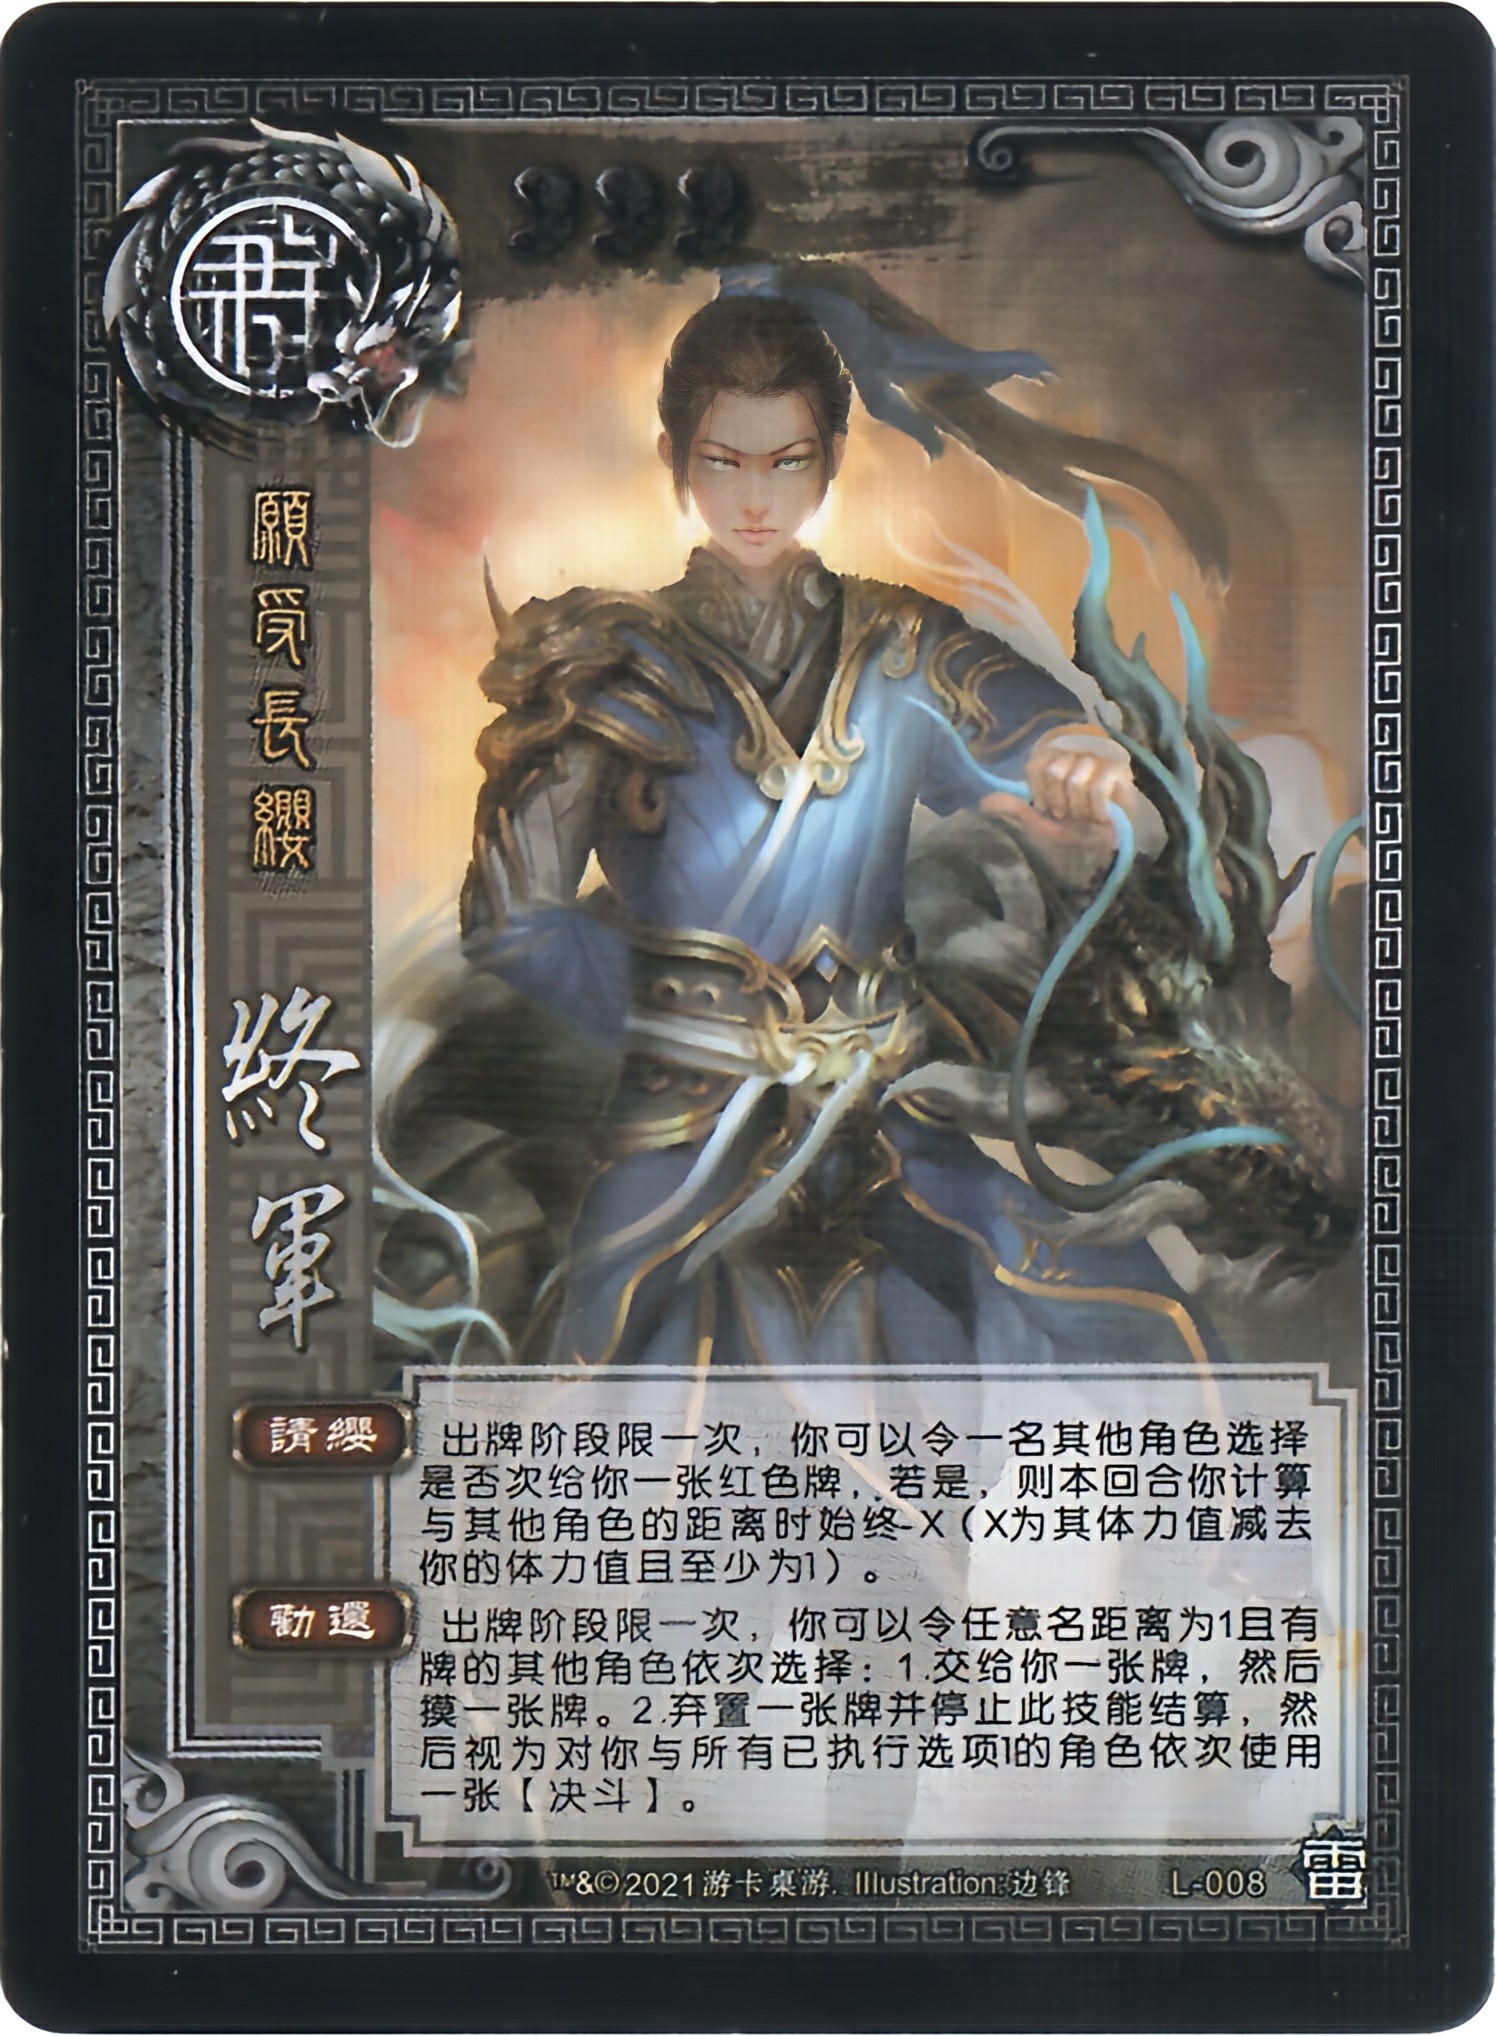 群
願受長纓
終軍
請纓
出牌阶段限一次，你可以令一名其他角色选择
是否次给你一张红色牌，若是，则本回合你计算
与其他角色的距离时始终-X（X为其体力值减去
你的体力值且至少为1）。
勸還
出牌阶段限一次，你可以令任意名距离为1且有
牌的其他角色依次选择：1.交给你一张牌，然后
摸一张牌。2.弃置一张牌并停止此技能结算，然
后视为对你与所有已执行选项1的角色依次使用
一张【决斗】。
™&©2021游卡桌游. Illustration:边锋
L-008
雷